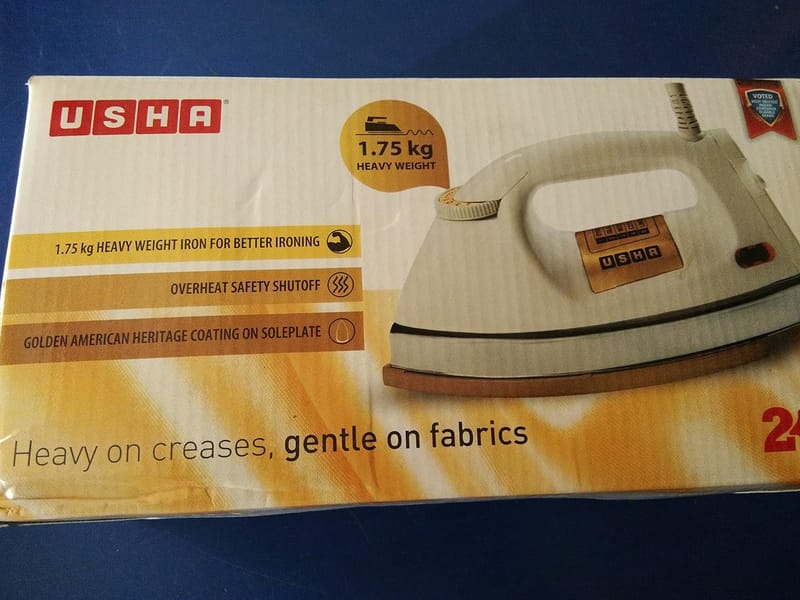 USHA®
1.75 kg
HEAVY WEIGHT
VOTED
1.75 kg HEAVY WEIGHT IRON FOR BETTER IRONING
OVERHEAT SAFETY SHUTOFF
GOLDEN AMERICAN HERITAGE COATING ON SOLEPLATE
USHA
Heavy on creases, gentle on fabrics